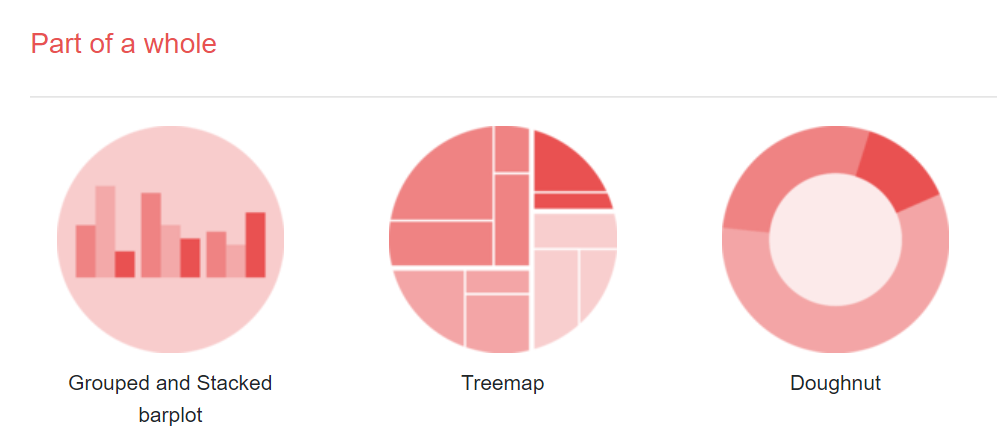 Part of a whole
Grouped and Stacked
barplot
Treemap
Doughnut